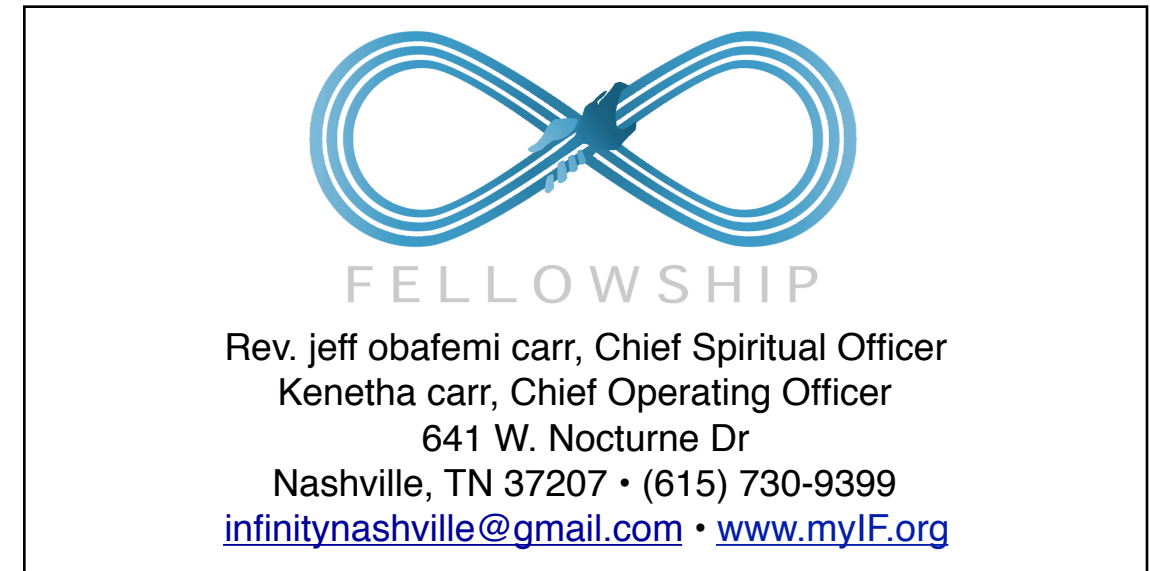 FELLOWSHIP
Rev. jeff obafemi carr, Chief Spiritual Officer
Kenetha carr, Chief Operating Officer
641 W. Nocturne Dr
Nashville, TN 37207 • (615) 730-9399
infinitynashville@gmail.com • www.myIF.org